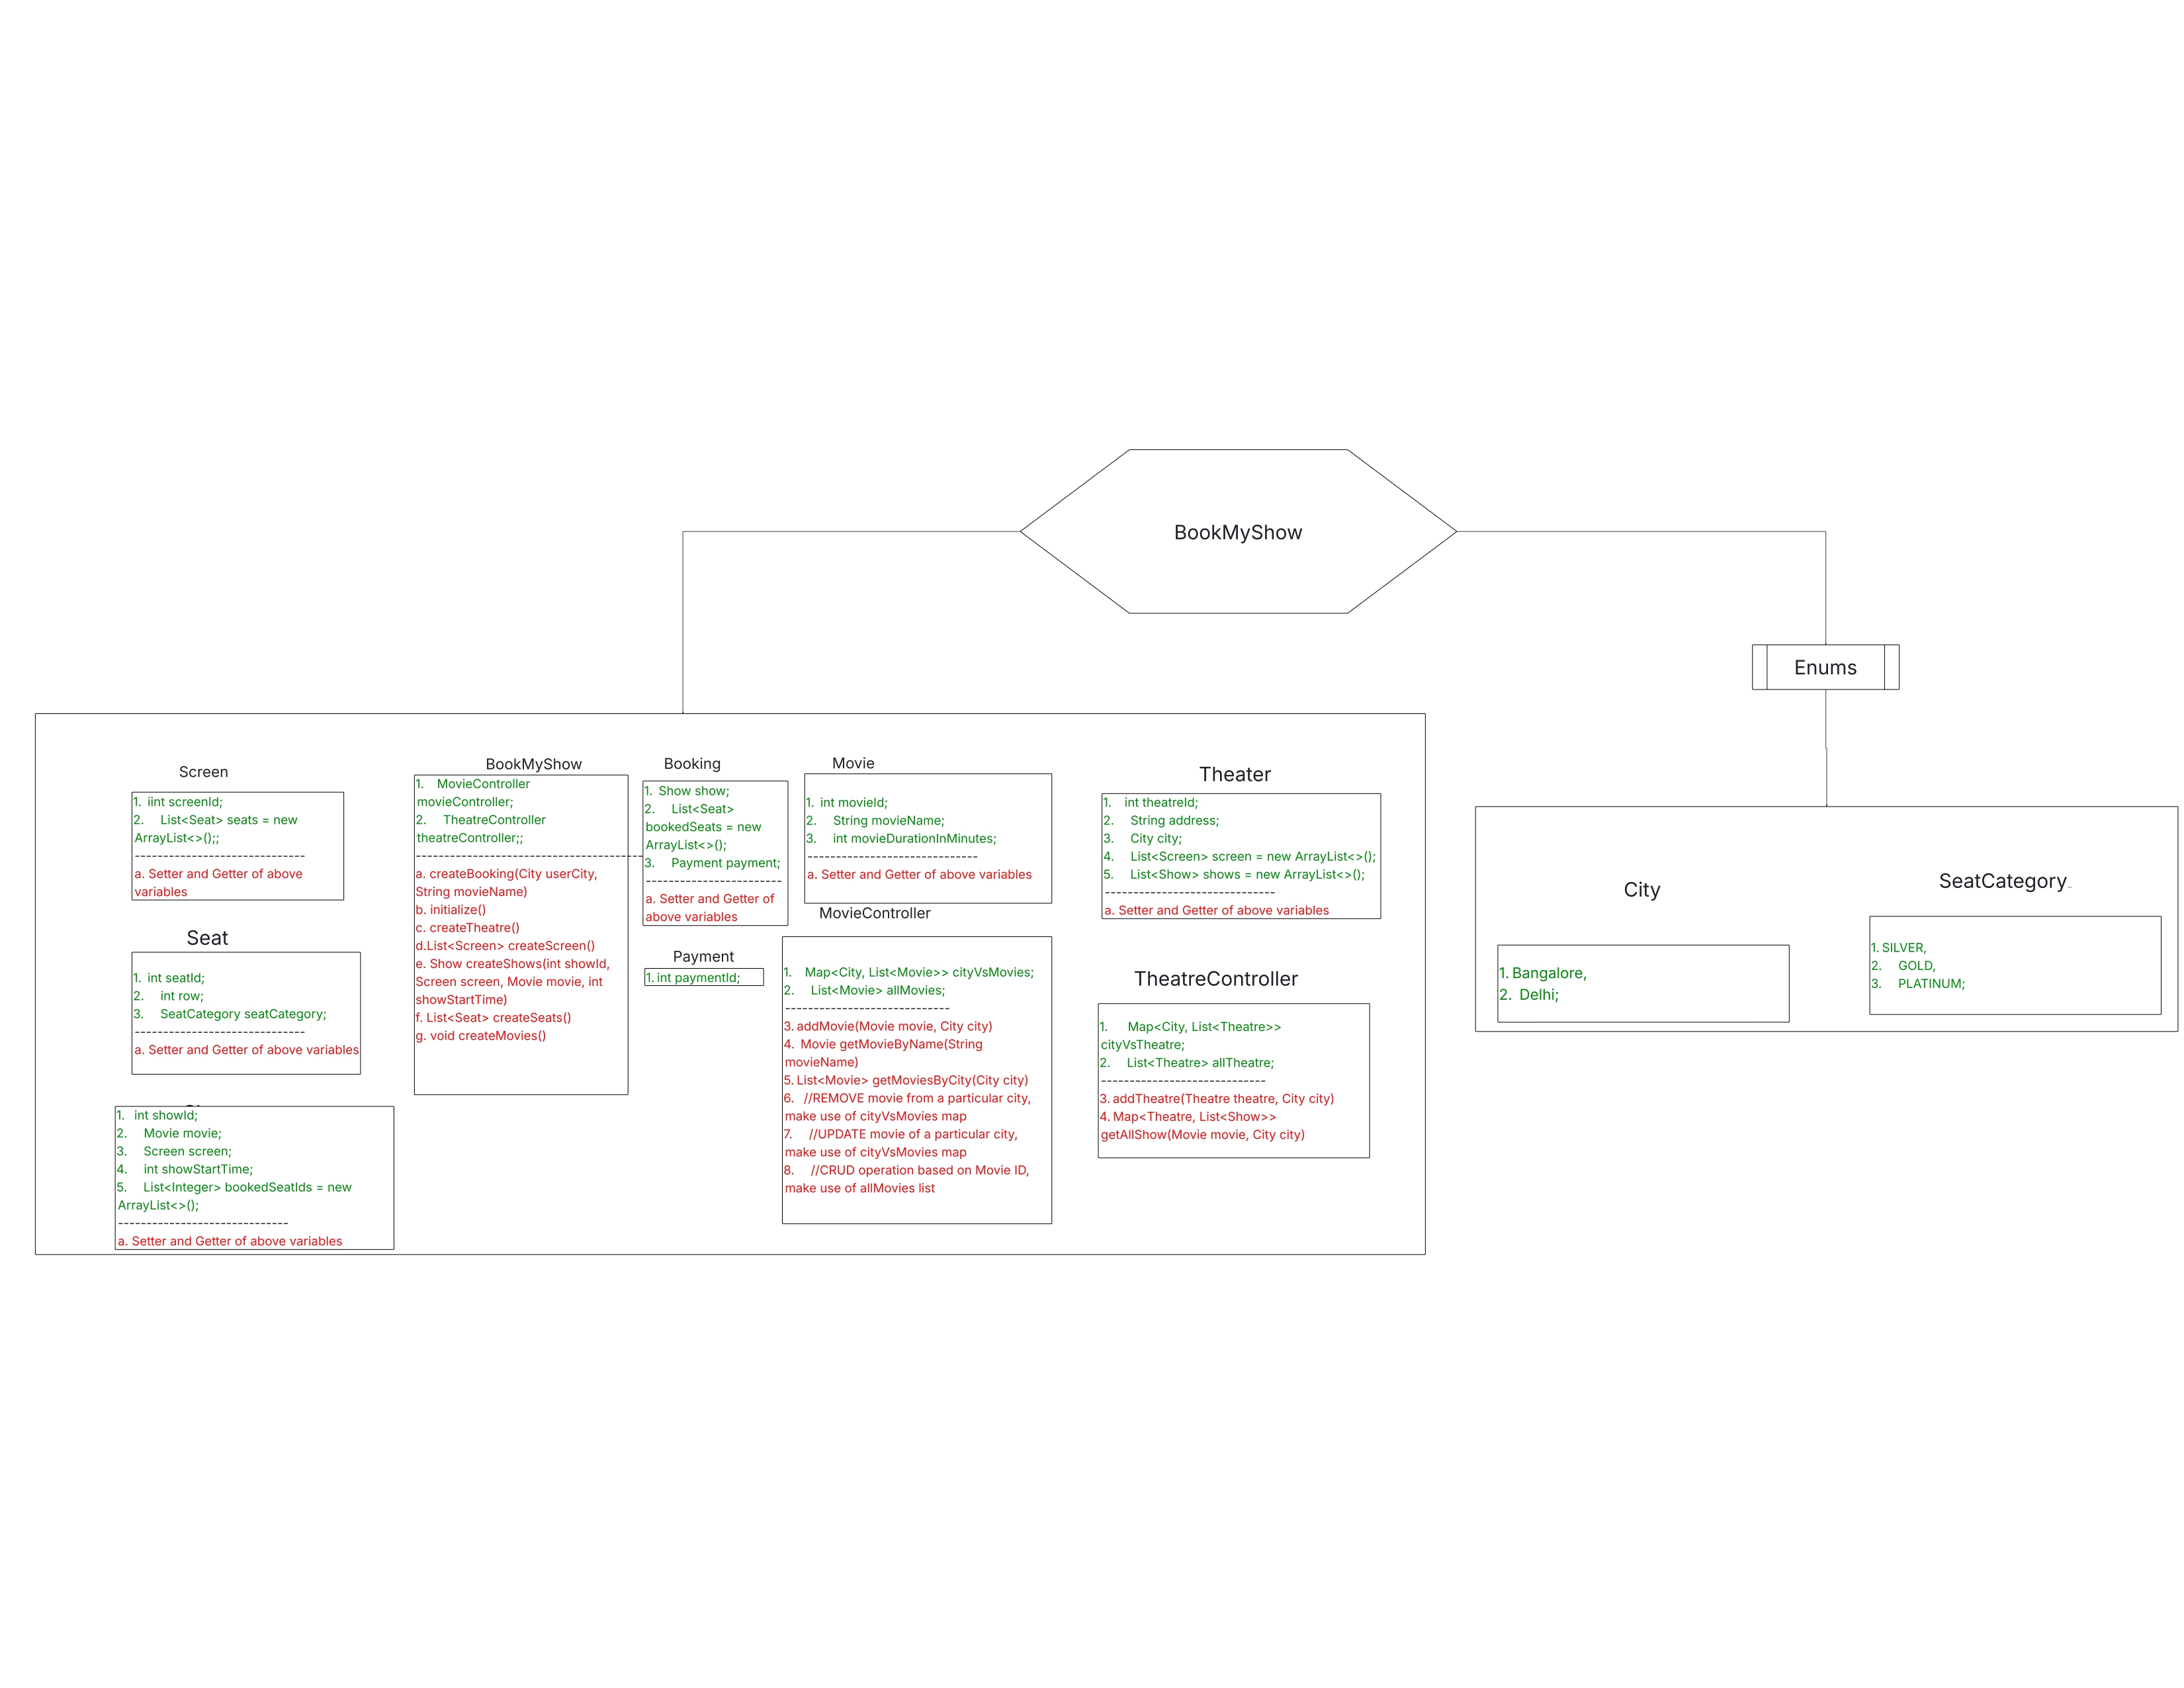 BookMyShow
Enums
Screen
1. iint screenId;
2. List<Seat> seats = new
ArrayList<>();;
------------------------------
a. Setter and Getter of above
variables
Seat
1. int seatId;
2. int row;
3. SeatCategory seatCategory;
------------------------------
a. Setter and Getter of above variables
1. int showId;
2. Movie movie;
3. Screen screen;
4. int showStartTime;
5. List<Integer> bookedSeatIds = new
ArrayList<>();
------------------------------
a. Setter and Getter of above variables
BookMyShow
1. MovieController
movieController;
2. TheatreController
theatreController;;
----------------------------------------
a. createBooking(City userCity,
String movieName)
b. initialize()
c. createTheatre()
d.List<Screen> createScreen()
e. Show createShows(int showId,
Screen screen, Movie movie, int
showStartTime)
f. List<Seat> createSeats()
g. void createMovies()
Booking
1. Show show;
2. List<Seat>
bookedSeats = new
ArrayList<>();
3. Payment payment;
------------------------
a. Setter and Getter of
above variables
Payment
1. int paymentId;
Movie
1. int movieId;
2. String movieName;
3. int movieDurationInMinutes;
------------------------------
a. Setter and Getter of above variables
MovieController
1. Map<City, List<Movie>> cityVsMovies;
2. List<Movie> allMovies;
-----------------------------
3. addMovie(Movie movie, City city)
4. Movie getMovieByName(String
movieName)
5. List<Movie> getMoviesByCity(City city)
6. //REMOVE movie from a particular city,
make use of cityVsMovies map
7. //UPDATE movie of a particular city,
make use of cityVsMovies map
8. //CRUD operation based on Movie ID,
make use of allMovies list
Theater
1. int theatreId;
2. String address;
3. City city;
4. List<Screen> screen = new ArrayList<>();
5. List<Show> shows = new ArrayList<>();
------------------------------
a. Setter and Getter of above variables
TheatreController
1. Map<City, List<Theatre>>
cityVsTheatre;
2. List<Theatre> allTheatre;
-----------------------------
3. addTheatre(Theatre theatre, City city)
4. Map<Theatre, List<Show>>
getAllShow(Movie movie, City city)
City
1. Bangalore,
2. Delhi;
SeatCategory
1. SILVER,
2. GOLD,
3. PLATINUM;